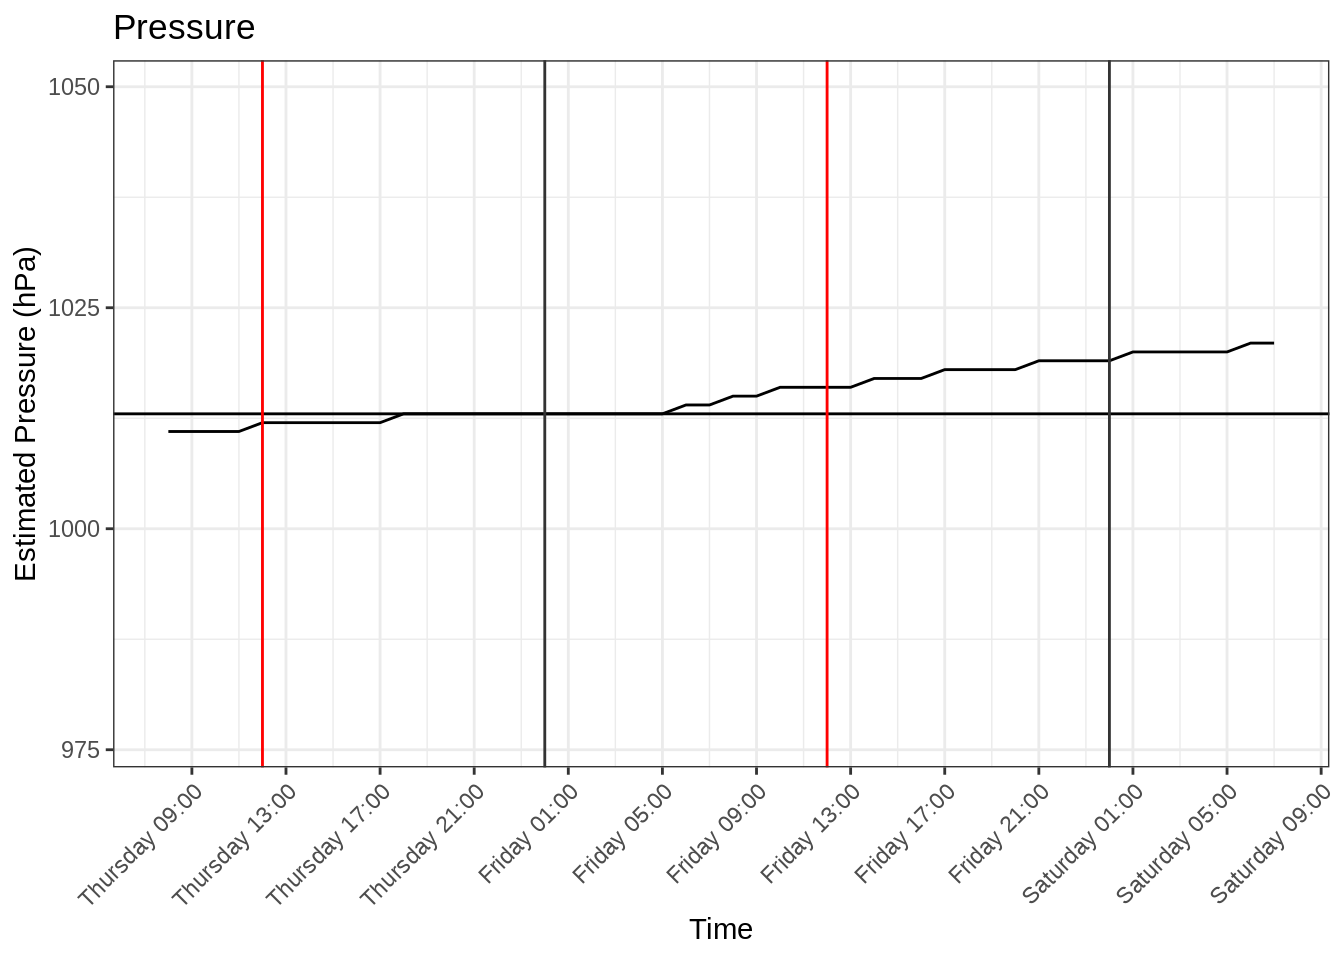 Pressure
Estimated Pressure (hPa)
1050
1025
1000
975
Thursday 09:00
Thursday 13:00
Thursday 17:00
Thursday 21:00
Friday 01:00
Friday 05:00
Friday 09:00
Friday 13:00
Friday 17:00
Friday 21:00
Saturday 01:00
Saturday 05:00
Saturday 09:00
Time